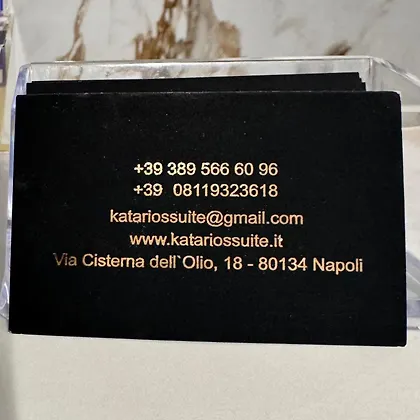 +39 389 566 60 96
+39 08119323618
katariossuite@gmail.com
www.katariossuite.it
Via Cisterna dell`Olio, 18 - 80134 Napoli